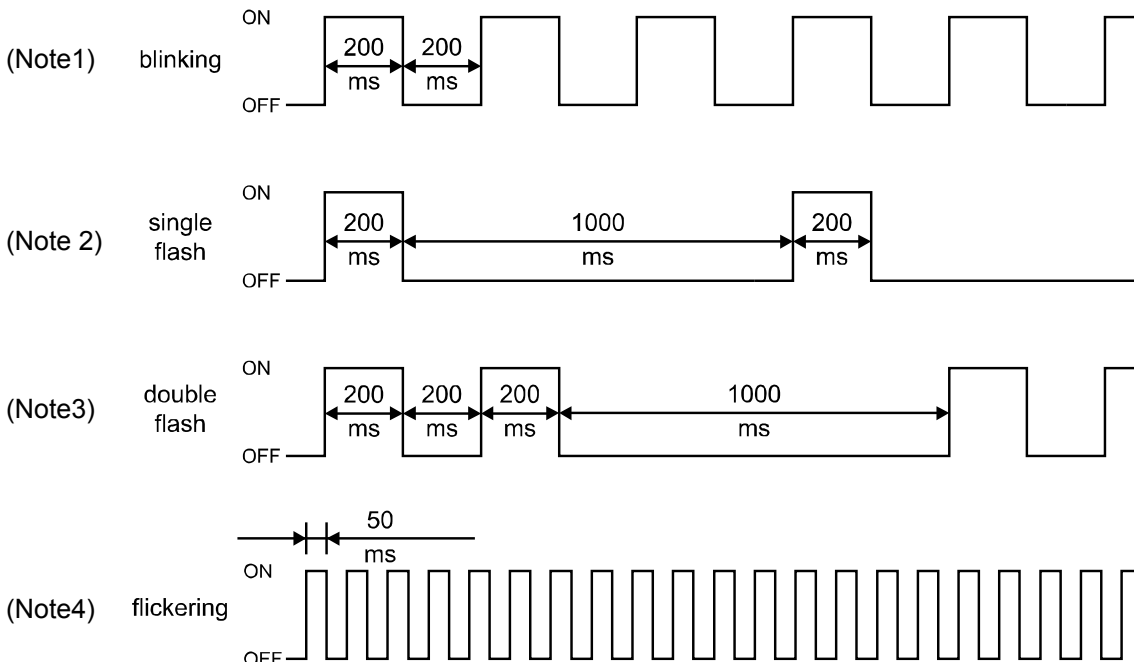 ON
(Note1) blinking 200 ms 200 ms
OFF
ON
(Note 2) single flash 200 ms 1000 ms 200 ms
OFF
ON
(Note3) double flash 200 ms 200 ms 200 ms 1000 ms
OFF
50 ms
ON
(Note4) flickering
OFF